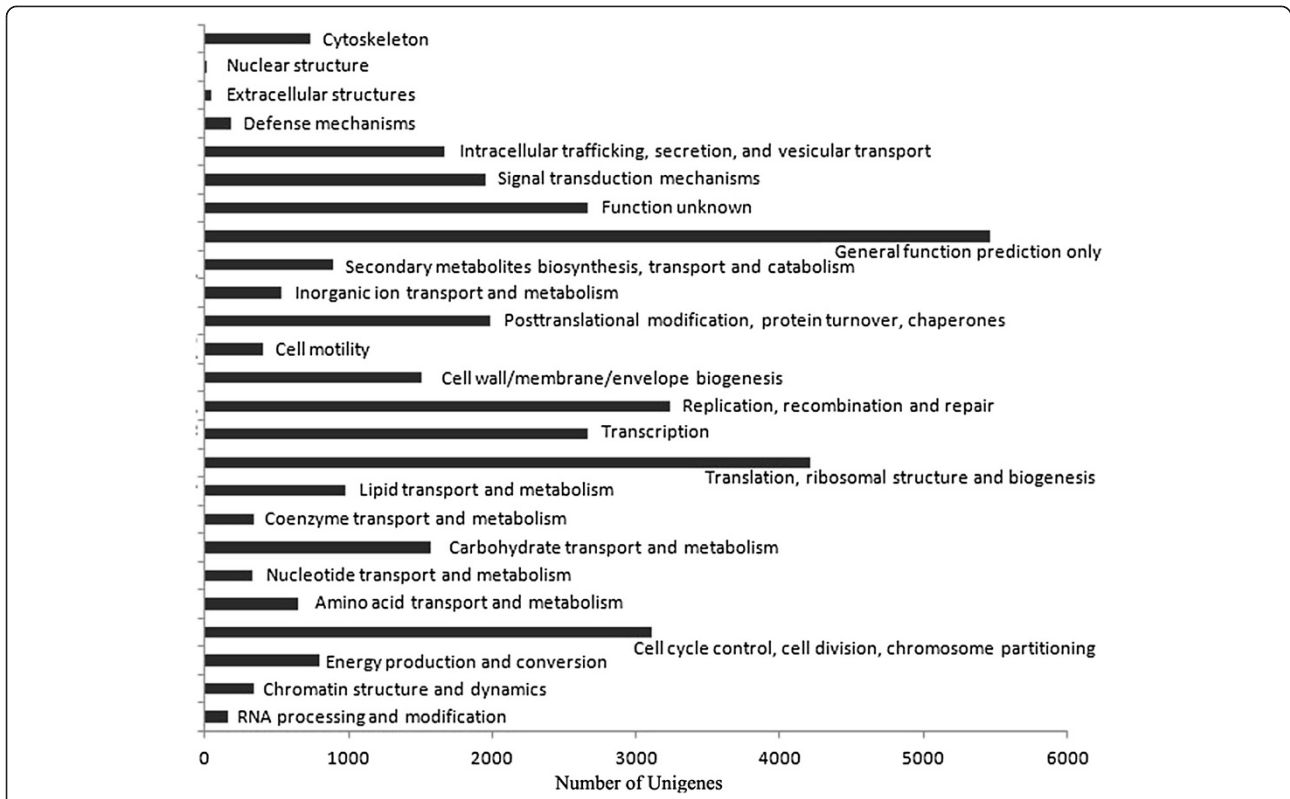 Cytoskeleton
Nuclear structure
Extracellular structures
Defense mechanisms
Intracellular trafficking, secretion, and vesicular transport
Signal transduction mechanisms
Function unknown
General function prediction only
Secondary metabolites biosynthesis, transport and catabolism
Inorganic ion transport and metabolism
Posttranslational modification, protein turnover, chaperones
Cell motility
Cell wall/membrane/envelope biogenesis
Replication, recombination and repair
Transcription
Translation, ribosomal structure and biogenesis
Lipid transport and metabolism
Coenzyme transport and metabolism
Carbohydrate transport and metabolism
Nucleotide transport and metabolism
Amino acid transport and metabolism
Cell cycle control, cell division, chromosome partitioning
Energy production and conversion
Chromatin structure and dynamics
RNA processing and modification
0 1000 2000 3000 4000 5000 6000
Number of Unigenes